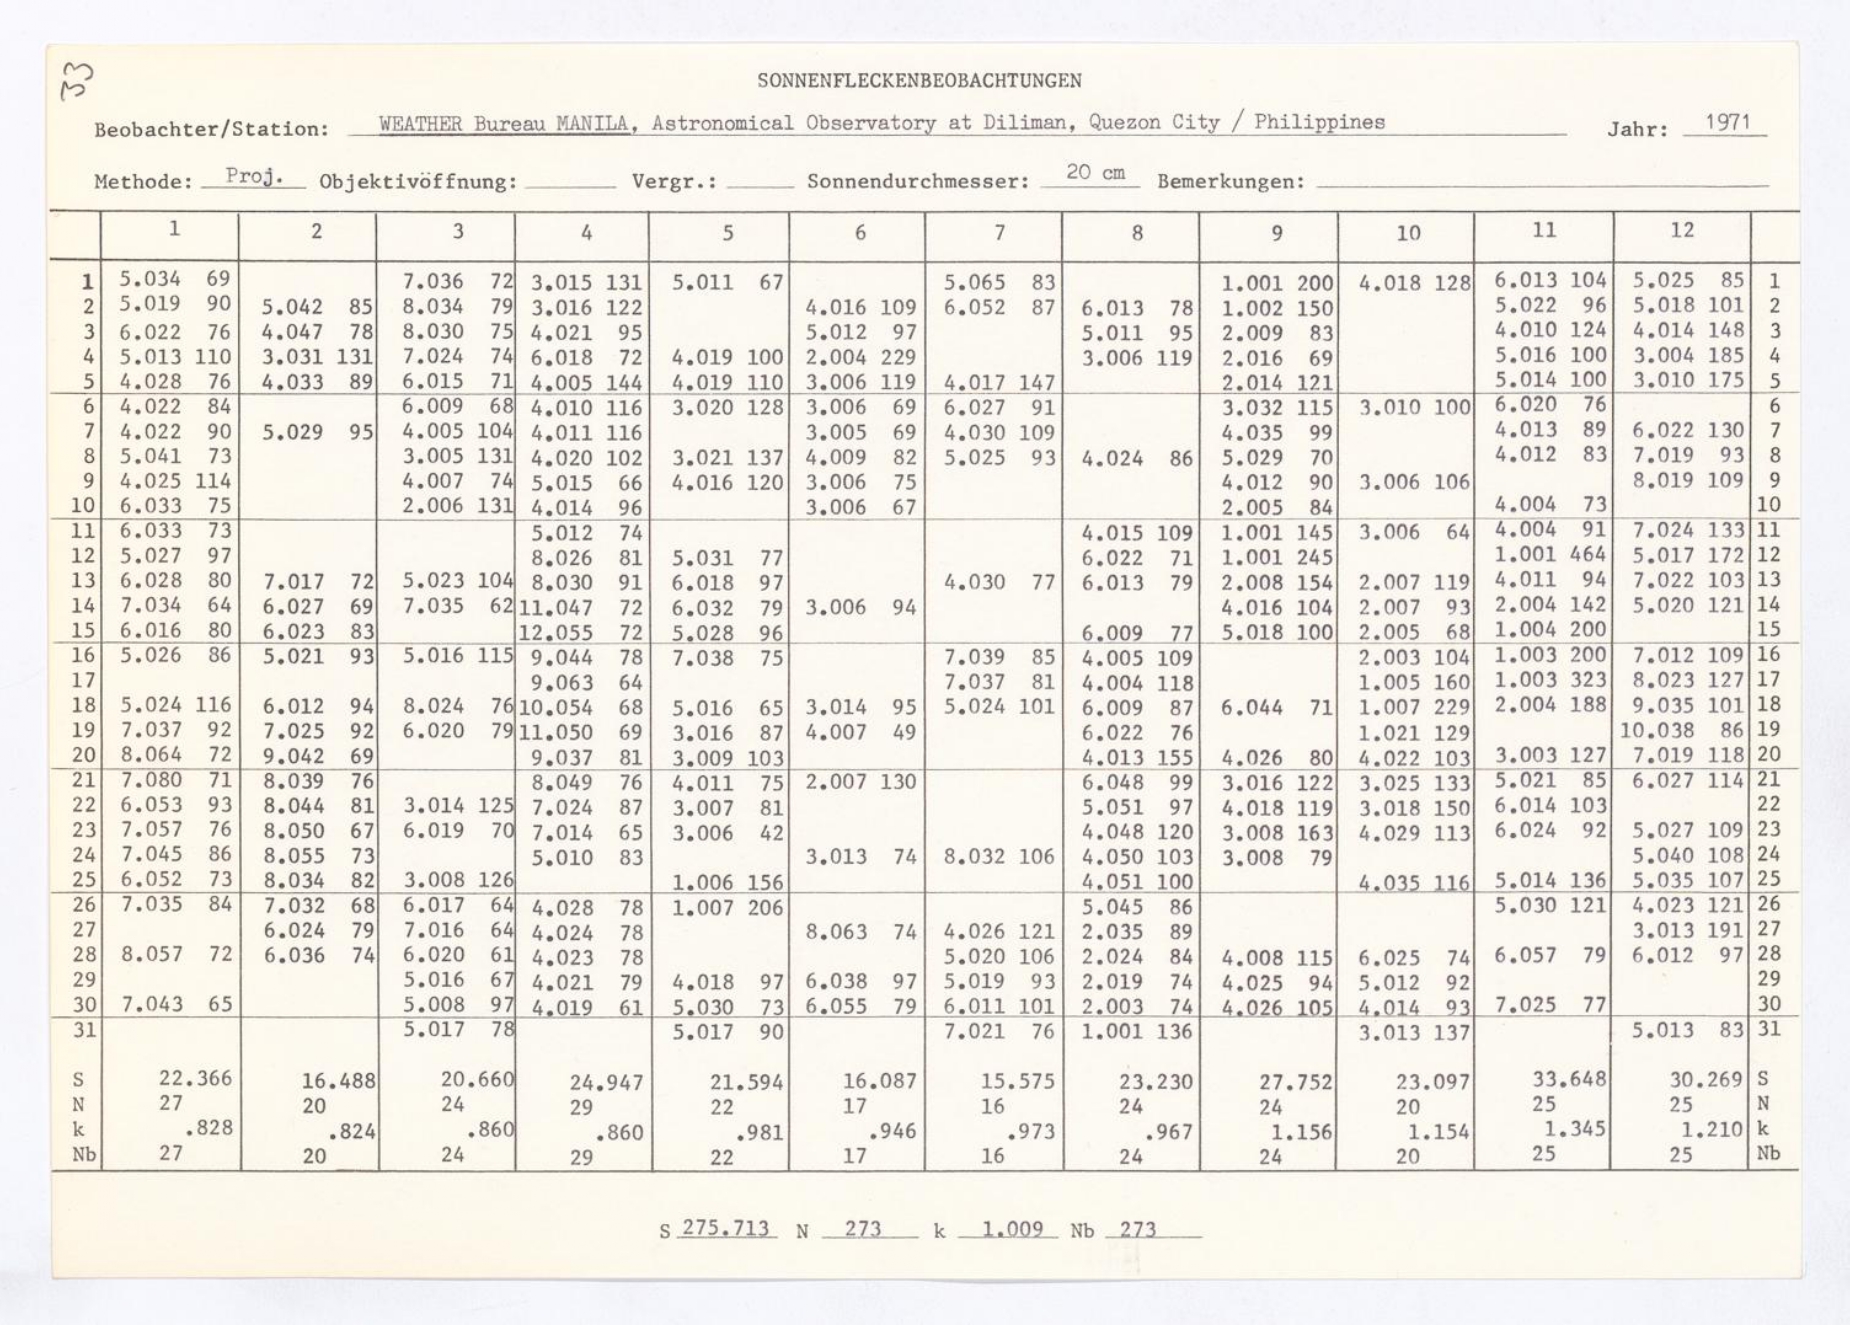 33
SONNENFLECKENBEOBACHTUNGEN
Beobachter/Station: WEATHER Bureau MANILA, Astronomical Observatory at Diliman, Quezon City / Philippines Jahr: 1971
Methode: Proj. Objektivöffnung: Vergr.: Sonnendurchmesser: 20 cm Bemerkungen:
1 2 3 4 5 6 7 8 9 10 11 12
1 5.034 69 7.036 72 3.015 131 5.011 67 5.065 83 1.001 200 4.018 128 6.013 104 5.025 85 1
2 5.019 90 5.042 85 8.034 79 3.016 122 4.016 109 6.052 87 6.013 78 1.002 150 5.022 96 5.018 101 2
3 6.022 76 4.047 78 8.030 75 4.021 95 5.012 97 5.011 95 2.009 83 4.010 124 4.014 148 3
4 5.013 110 3.031 131 7.024 74 6.018 72 4.019 100 2.004 229 3.006 119 2.016 69 5.016 100 3.004 185 4
5 4.028 76 4.033 89 6.015 71 4.005 144 4.019 110 3.006 119 4.017 147 2.014 121 5.014 100 3.010 175 5
6 4.022 84 6.009 68 4.010 116 3.020 128 3.006 69 6.027 91 3.032 115 3.010 100 6.020 76 6
7 4.022 90 5.029 95 4.005 104 4.011 116 3.005 69 4.030 109 4.035 99 4.013 89 6.022 130 7
8 5.041 73 3.005 131 4.020 102 3.021 137 4.009 82 5.025 93 4.024 86 5.029 70 4.012 83 7.019 93 8
9 4.025 114 4.007 74 5.015 66 4.016 120 3.006 75 4.012 90 3.006 106 8.019 109 9
10 6.033 75 2.006 131 4.014 96 3.006 67 2.005 84 4.004 73 10
11 6.033 73 5.012 74 4.015 109 1.001 145 3.006 64 4.004 91 7.024 133 11
12 5.027 97 8.026 81 5.031 77 6.022 71 1.001 245 1.001 464 5.017 172 12
13 6.028 80 7.017 72 5.023 104 8.030 91 6.018 97 4.030 77 6.013 79 2.008 154 2.007 119 4.011 94 7.022 103 13
14 7.034 64 6.027 69 7.035 62 11.047 72 6.032 79 3.006 94 4.016 104 2.007 93 2.004 142 5.020 121 14
15 6.016 80 6.023 83 12.055 72 5.028 96 6.009 77 5.018 100 2.005 68 1.004 200 15
16 5.026 86 5.021 93 5.016 115 9.044 78 7.038 75 7.039 85 4.005 109 2.003 104 1.003 200 7.012 109 16
17 9.063 64 7.037 81 4.004 118 1.005 160 1.003 323 8.023 127 17
18 5.024 116 6.012 94 8.024 76 10.054 68 5.016 65 3.014 95 5.024 101 6.009 87 6.044 71 1.007 229 2.004 188 9.035 101 18
19 7.037 92 7.025 92 6.020 79 11.050 69 3.016 87 4.007 49 6.022 76 1.021 129 10.038 86 19
20 8.064 72 9.042 69 9.037 81 3.009 103 4.013 155 4.026 80 4.022 103 3.003 127 7.019 118 20
21 7.080 71 8.039 76 8.049 76 4.011 75 2.007 130 6.048 99 3.016 122 3.025 133 5.021 85 6.027 114 21
22 6.053 93 8.044 81 3.014 125 7.024 87 3.007 81 5.051 97 4.018 119 3.018 150 6.014 103 22
23 7.057 76 8.050 67 6.019 70 7.014 65 3.006 42 4.048 120 3.008 163 4.029 113 6.024 92 5.027 109 23
24 7.045 86 8.055 73 5.010 83 3.013 74 8.032 106 4.050 103 3.008 79 5.040 108 24
25 6.052 73 8.034 82 3.008 126 1.006 156 4.051 100 4.035 116 5.014 136 5.035 107 25
26 7.035 84 7.032 68 6.017 64 4.028 78 1.007 206 5.045 86 5.030 121 4.023 121 26
27 6.024 79 7.016 64 4.024 78 8.063 74 4.026 121 2.035 89 3.013 191 27
28 8.057 72 6.036 74 6.020 61 4.023 78 5.020 106 2.024 84 4.008 115 6.025 74 6.057 79 6.012 97 28
29 5.016 67 4.021 79 4.018 97 6.038 97 5.019 93 2.019 74 4.025 94 5.012 92 29
30 7.043 65 5.008 97 4.019 61 5.030 73 6.055 79 6.011 101 2.003 74 4.026 105 4.014 93 7.025 77 30
31 5.017 78 5.017 90 7.021 76 1.001 136 3.013 137 5.013 83 31
S 22.366 16.488 20.660 24.947 21.594 16.087 15.575 23.230 27.752 23.097 33.648 30.269 S
N 27 20 24 29 22 17 16 24 24 20 25 25 N
k .828 .824 .860 .860 .981 .946 .973 .967 1.156 1.154 1.345 1.210 k
Nb 27 20 24 29 22 17 16 24 24 20 25 25 Nb
S 275.713 N 273 k 1.009 Nb 273